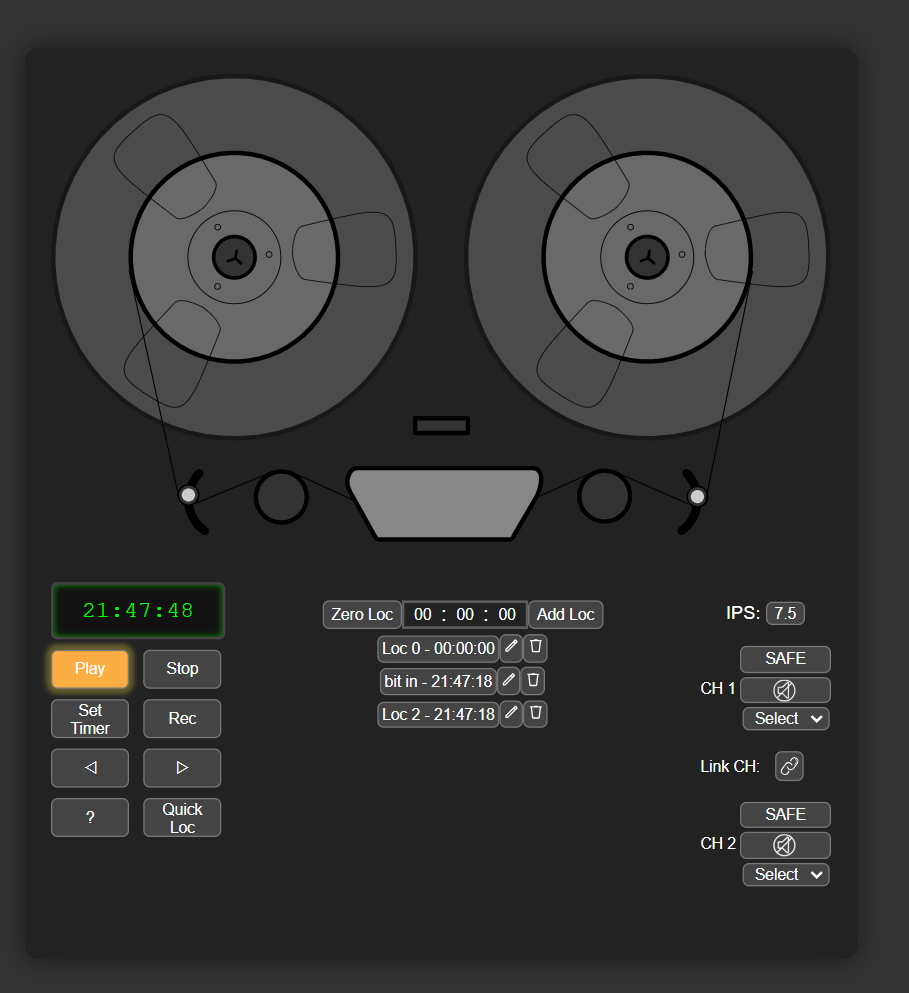 21:47:48
Play
Stop
Set
Timer
Rec
◁
▷
?
Quick
Loc
Zero Loc 00 : 00 : 00 Add Loc
Loc 0 - 00:00:00
bit in - 21:47:18
Loc 2 - 21:47:18
IPS: 7.5
SAFE
CH 1
Select
Link CH:
SAFE
CH 2
Select